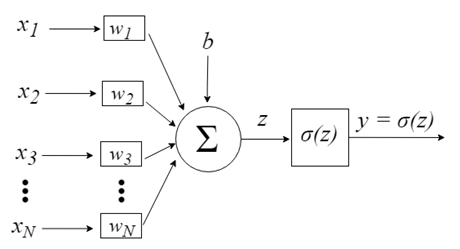 x1 w1
b
x2 w2
Σ z σ(z) y = σ(z)
x3 w3
xN wN